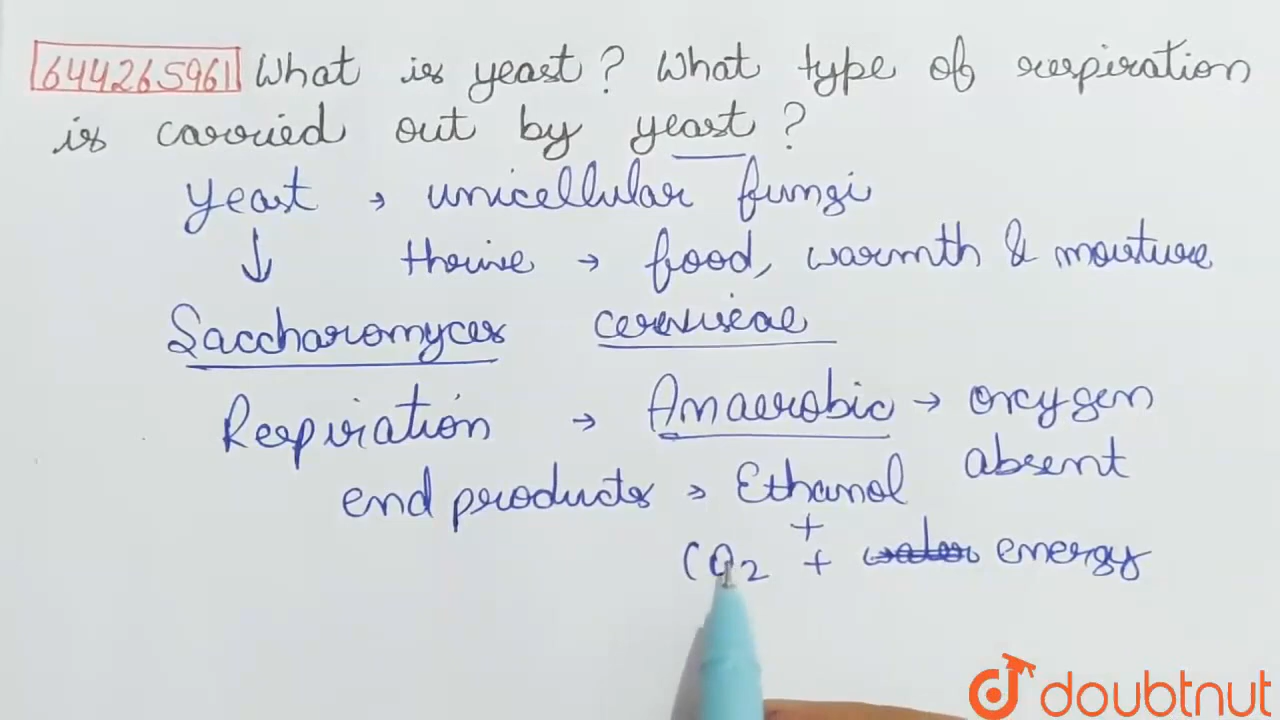 644265961 What is yeast? What type of respiration
is carried out by yeast?
yeast → unicellular fungi
↓ thrive → food, warmth & moisture
Saccharomyces cereviseae
Respiration → Anaerobic → oxygen
absent
end products → Ethanol
+
CO2 + water energy
doubtnut